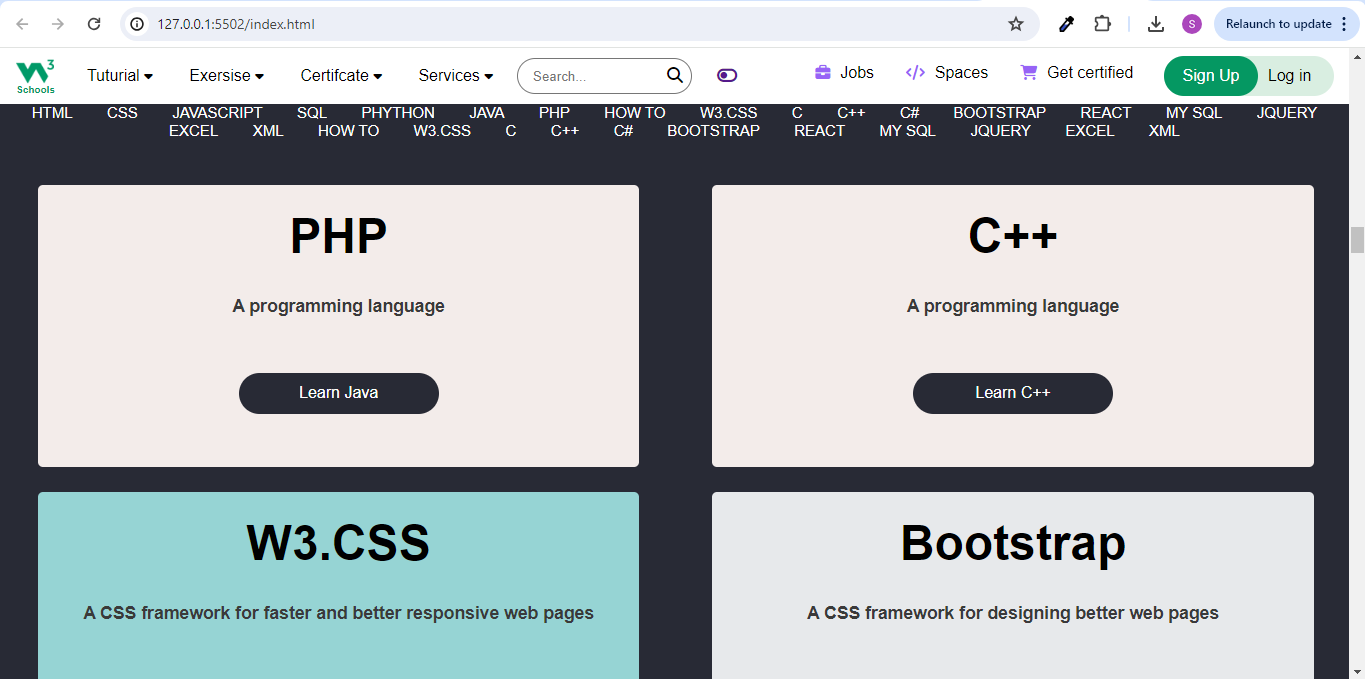 127.0.0.1:5502/index.html S Relaunch to update
3
Schools
Tuturial Exersise Certifcate Services Search... Jobs Spaces Get certified Sign Up Log in
HTML CSS JAVASCRIPT SQL PHYTHON JAVA PHP HOW TO W3.CSS C C++ C# BOOTSTRAP REACT MY SQL JQUERY
EXCEL XML HOW TO W3.CSS C C++ C# BOOTSTRAP REACT MY SQL JQUERY EXCEL XML
PHP
A programming language
Learn Java
C++
A programming language
Learn C++
W3.CSS
A CSS framework for faster and better responsive web pages
Bootstrap
A CSS framework for designing better web pages